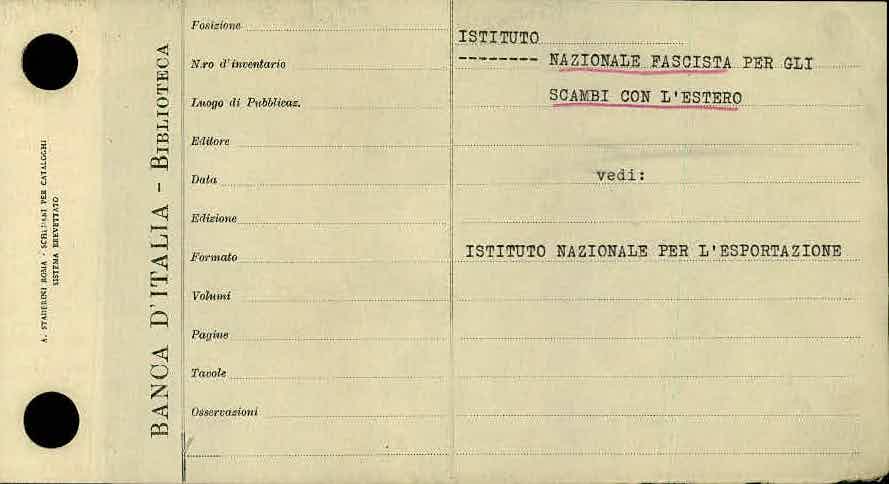 A. STADERINI ROMA - SCHEDARI PER CATALOGHI
SISTEMA BREVETTATO
BANCA D'ITALIA - BIBLIOTECA
Posizione
N.ro d'inventario
Luogo di Pubblicaz.
Editore
Data
Edizione
Formato
Volumi
Pagine
Tavole
Osservazioni
ISTITUTO
-------- NAZIONALE FASCISTA PER GLI
SCAMBI CON L'ESTERO
vedi:
ISTITUTO NAZIONALE PER L'ESPORTAZIONE